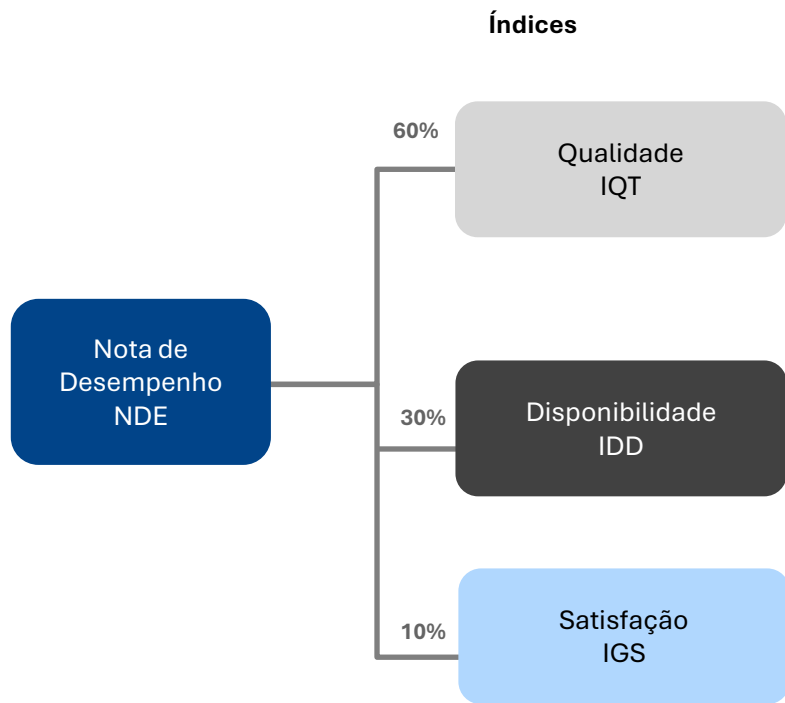 Índices
60%
Qualidade
IQT
Nota de
Desempenho
NDE
30%
Disponibilidade
IDD
10%
Satisfação
IGS